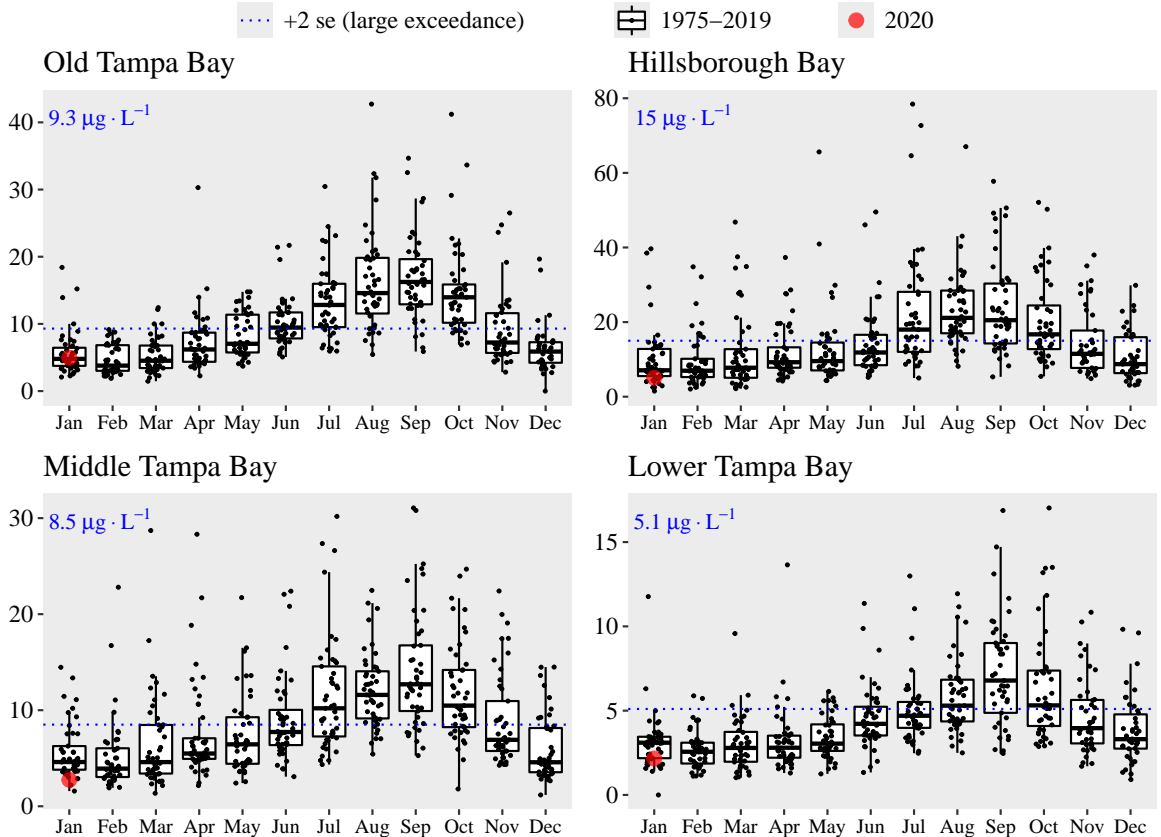 +2 se (large exceedance) 1975–2019 2020
Old Tampa Bay
9.3 μg · L⁻¹
40
30
20
10
0
Jan Feb Mar Apr May Jun Jul Aug Sep Oct Nov Dec
Hillsborough Bay
15 μg · L⁻¹
80
60
40
20
0
Jan Feb Mar Apr May Jun Jul Aug Sep Oct Nov Dec
Middle Tampa Bay
8.5 μg · L⁻¹
30
20
10
0
Jan Feb Mar Apr May Jun Jul Aug Sep Oct Nov Dec
Lower Tampa Bay
5.1 μg · L⁻¹
15
10
5
0
Jan Feb Mar Apr May Jun Jul Aug Sep Oct Nov Dec